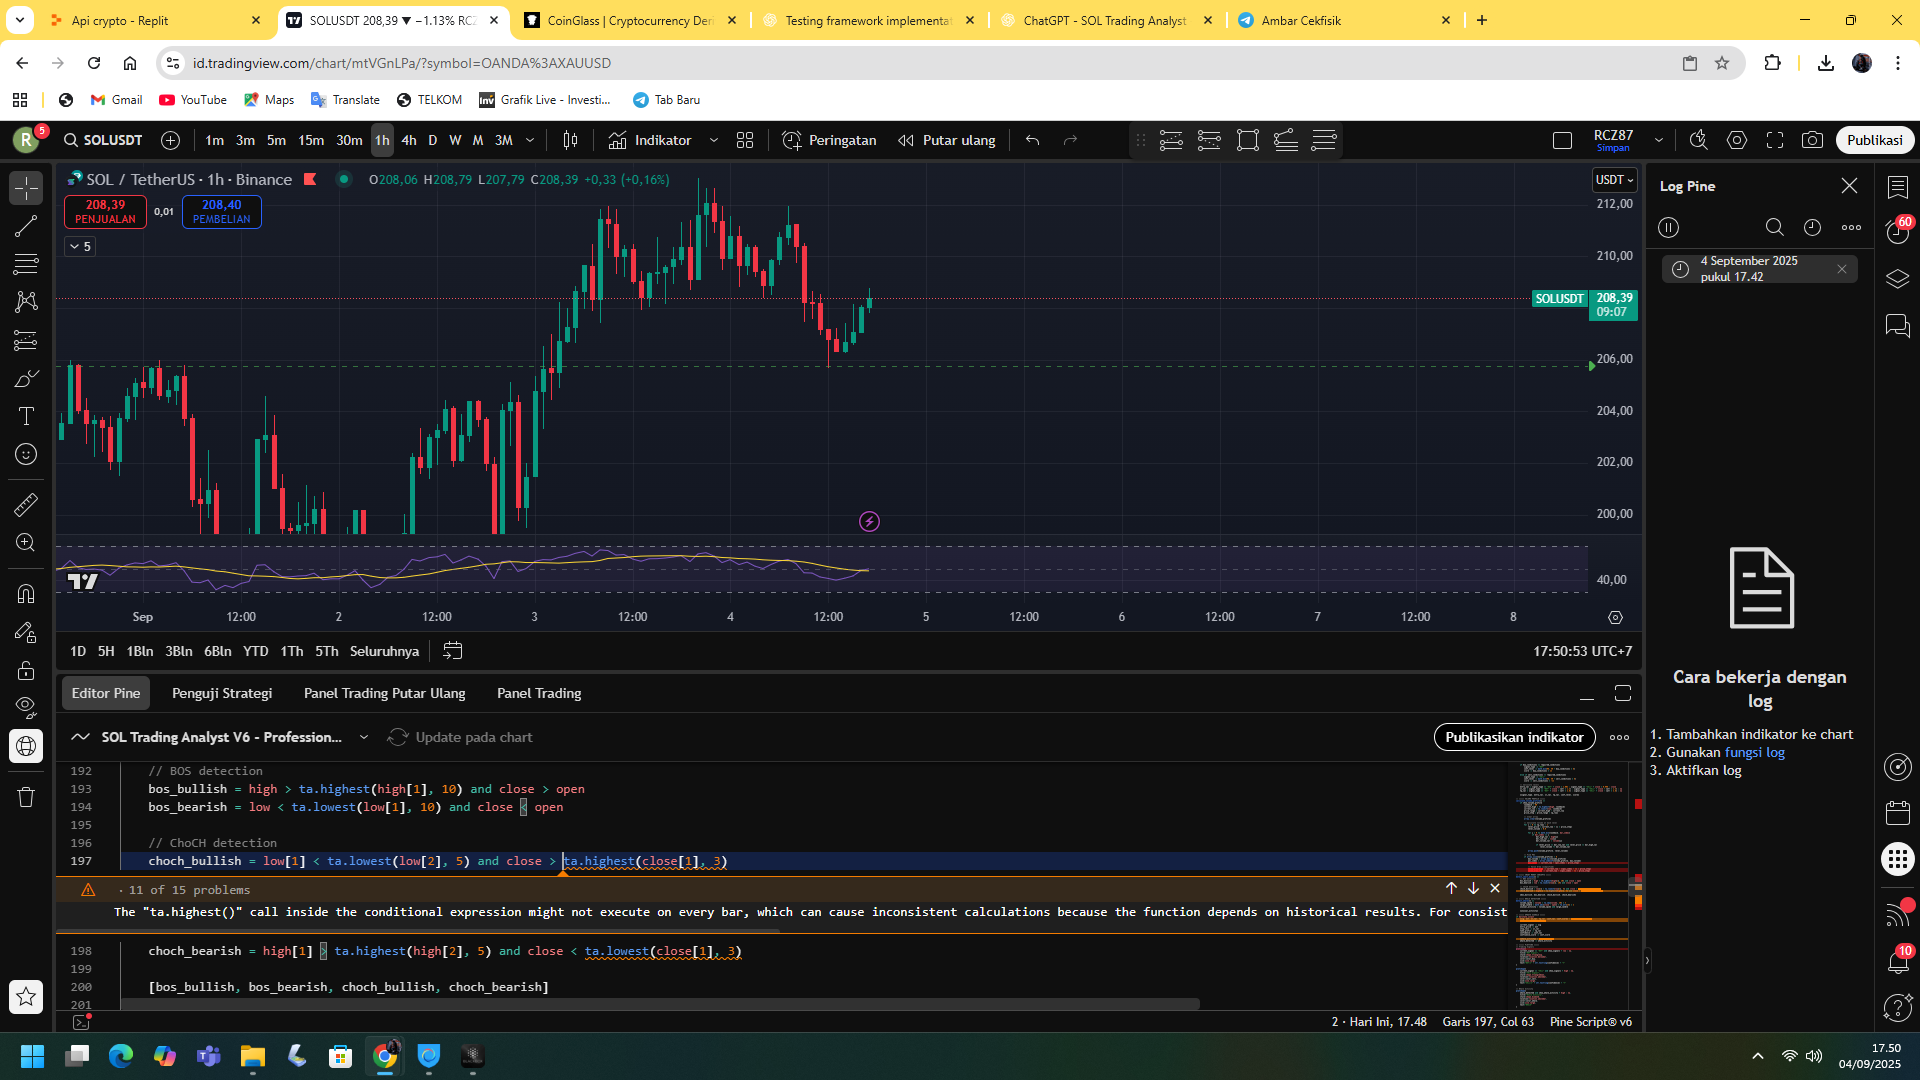 Api crypto - Replit
SOLUSDT 208,39 ▼ −1.13% RCZ
CoinGlass | Cryptocurrency Deri
Testing framework implementat
ChatGPT - SOL Trading Analyst
Ambar Cekfisik
id.tradingview.com/chart/mtVGnLPa/?symbol=OANDA%3AXAUUSD
Gmail
YouTube
Maps
Translate
TELKOM
Inv
Grafik Live - Investi...
Tab Baru
R
5
SOLUSDT
1m
3m
5m
15m
30m
1h
4h
D
W
M
3M
Indikator
Peringatan
Putar ulang
RCZ87
Simpan
Publikasi
SOL / TetherUS · 1h · Binance
O208,06 H208,79 L207,79 C208,39 +0,33 (+0,16%)
208,39
PENJUALAN
0,01
208,40
PEMBELIAN
5
USDT
212,00
210,00
SOLUSDT
208,39
09:07
206,00
204,00
202,00
200,00
40,00
Sep
12:00
2
12:00
3
12:00
4
12:00
5
12:00
6
12:00
7
12:00
8
1D
5H
1Bln
3Bln
6Bln
YTD
1Th
5Th
Seluruhnya
17:50:53 UTC+7
Editor Pine
Penguji Strategi
Panel Trading Putar Ulang
Panel Trading
SOL Trading Analyst V6 - Profession...
Update pada chart
Publikasikan indikator
192 // BOS detection
193 bos_bullish = high > ta.highest(high[1], 10) and close > open
194 bos_bearish = low < ta.lowest(low[1], 10) and close < open
195
196 // ChoCH detection
197 choch_bullish = low[1] < ta.lowest(low[2], 5) and close > ta.highest(close[1], 3)
· 11 of 15 problems
The "ta.highest()" call inside the conditional expression might not execute on every bar, which can cause inconsistent calculations because the function depends on historical results. For consist
198 choch_bearish = high[1] > ta.highest(high[2], 5) and close < ta.lowest(close[1], 3)
199
200 [bos_bullish, bos_bearish, choch_bullish, choch_bearish]
201
2 · Hari Ini, 17.48
Garis 197, Col 63
Pine Script® v6
Log Pine
4 September 2025
pukul 17.42
Cara bekerja dengan
log
1. Tambahkan indikator ke chart
2. Gunakan fungsi log
3. Aktifkan log
60
10
17.50
04/09/2025